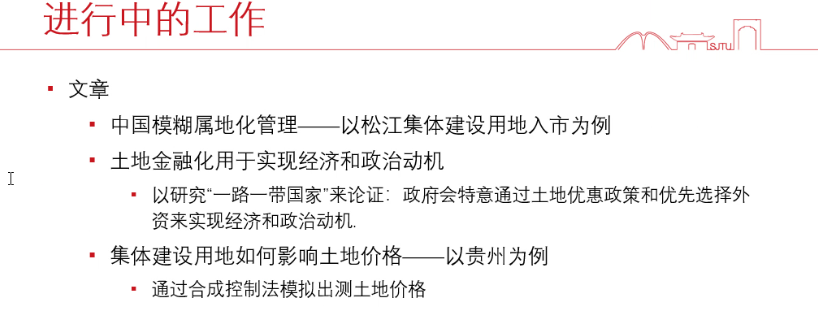 进行中的工作
SJTU
文章
中国模糊属地化管理——以松江集体建设用地入市为例
土地金融化用于实现经济和政治动机
以研究“一路一带国家”来论证：政府会特意通过土地优惠政策和优先选择外
资来实现经济和政治动机.
集体建设用地如何影响土地价格——以贵州为例
通过合成控制法模拟出测土地价格